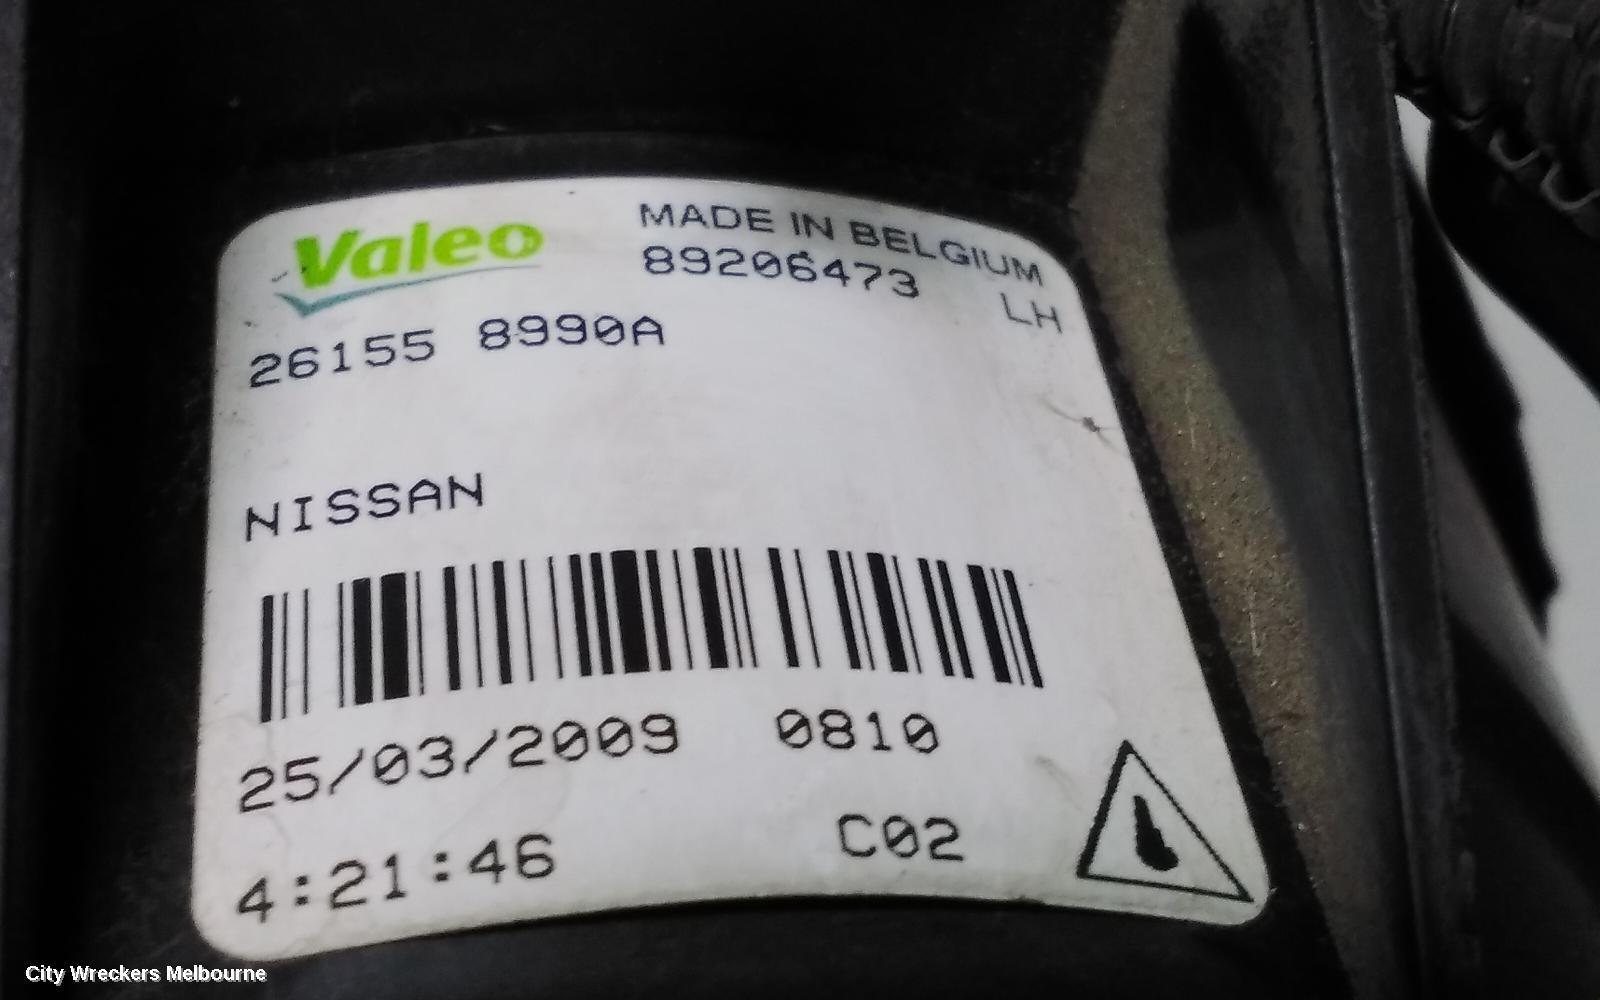 Valeo
MADE IN BELGIUM
89206473
LH
26155 8990A
NISSAN
25/03/2009 0810
4:21:46 C02
City Wreckers Melbourne